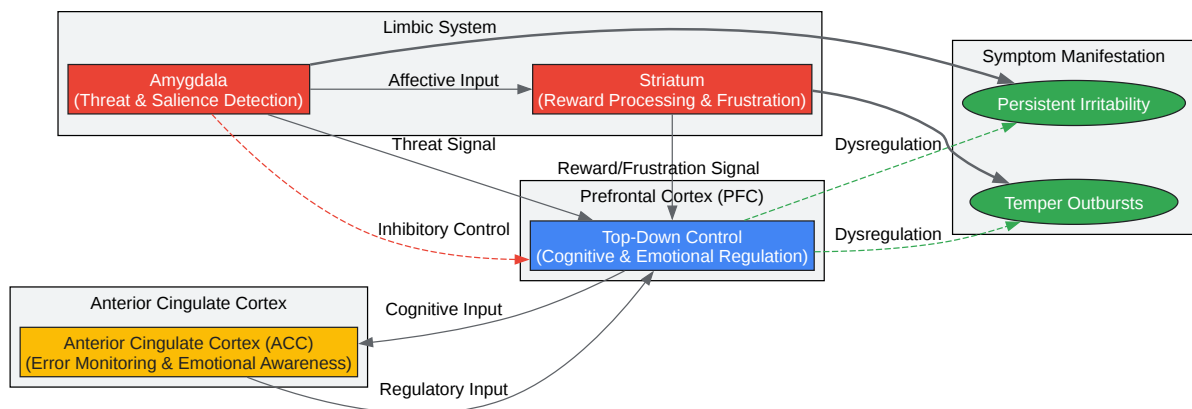 Limbic System
Amygdala
(Threat & Salience Detection)
Affective Input
Striatum
(Reward Processing & Frustration)
Symptom Manifestation
Persistent Irritability
Temper Outbursts
Threat Signal
Reward/Frustration Signal
Dysregulation
Prefrontal Cortex (PFC)
Inhibitory Control
Top-Down Control
(Cognitive & Emotional Regulation)
Dysregulation
Anterior Cingulate Cortex
Cognitive Input
Anterior Cingulate Cortex (ACC)
(Error Monitoring & Emotional Awareness)
Regulatory Input